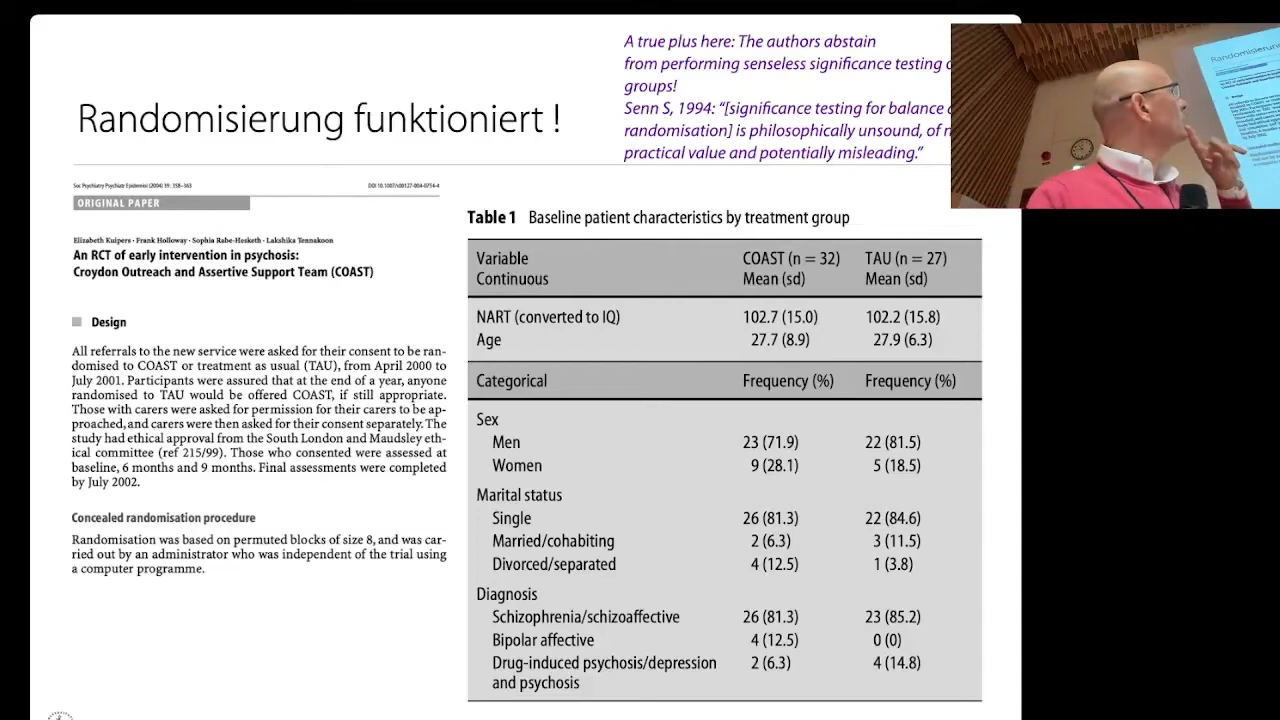 A true plus here: The authors abstain
from performing senseless significance testing
groups!
Senn S, 1994: “[significance testing for balance
randomisation] is philosophically unsound, of
practical value and potentially misleading.”
Randomisierung funktioniert !
Soc Psychiatry Psychiatr Epidemiol (2004) 39: 358–363 DOI 10.1007/s00127-004-0754-4
ORIGINAL PAPER
Elizabeth Kuipers · Frank Holloway · Sophia Rabe-Hesketh · Lakshika Tennakoon
An RCT of early intervention in psychosis:
Croydon Outreach and Assertive Support Team (COAST)
Design
All referrals to the new service were asked for their consent to be ran-
domised to COAST or treatment as usual (TAU), from April 2000 to
July 2001. Participants were assured that at the end of a year, anyone
randomised to TAU would be offered COAST, if still appropriate.
Those with carers were asked for permission for their carers to be ap-
proached, and carers were then asked for their consent separately. The
study had ethical approval from the South London and Maudsley eth-
ical committee (ref 215/99). Those who consented were assessed at
baseline, 6 months and 9 months. Final assessments were completed
by July 2002.
Concealed randomisation procedure
Randomisation was based on permuted blocks of size 8, and was car-
ried out by an administrator who was independent of the trial using
a computer programme.
Table 1 Baseline patient characteristics by treatment group
Variable COAST (n = 32) TAU (n = 27)
Continuous Mean (sd) Mean (sd)
NART (converted to IQ) 102.7 (15.0) 102.2 (15.8)
Age 27.7 (8.9) 27.9 (6.3)
Categorical Frequency (%) Frequency (%)
Sex
Men 23 (71.9) 22 (81.5)
Women 9 (28.1) 5 (18.5)
Marital status
Single 26 (81.3) 22 (84.6)
Married/cohabiting 2 (6.3) 3 (11.5)
Divorced/separated 4 (12.5) 1 (3.8)
Diagnosis
Schizophrenia/schizoaffective 26 (81.3) 23 (85.2)
Bipolar affective 4 (12.5) 0 (0)
Drug-induced psychosis/depression 2 (6.3) 4 (14.8)
and psychosis